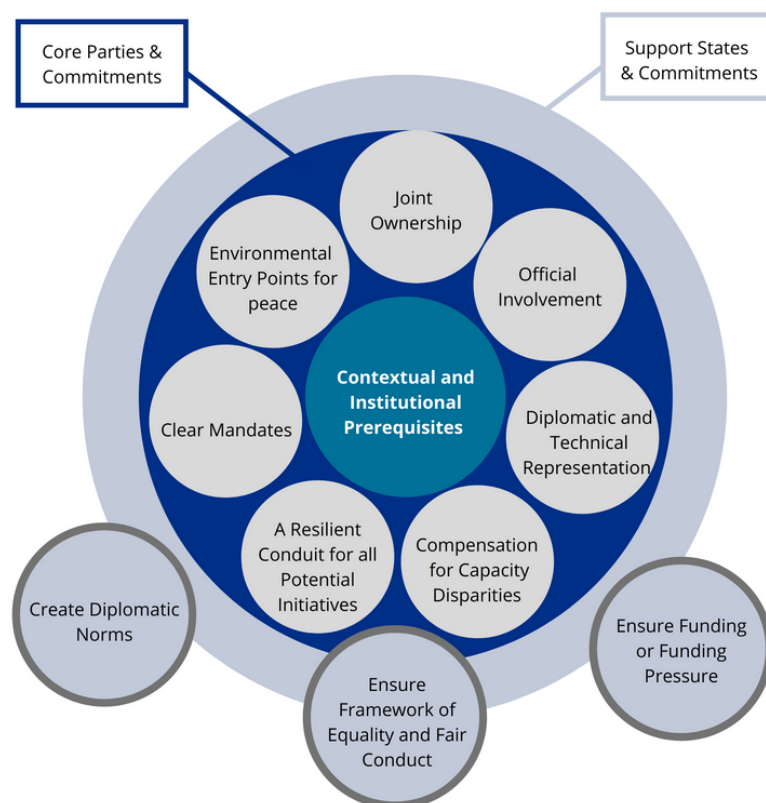 Core Parties &
Commitments
Support States
& Commitments
Joint
Ownership
Environmental
Entry Points for
peace
Official
Involvement
Contextual and
Institutional
Prerequisites
Clear Mandates
Diplomatic and
Technical
Representation
A Resilient
Conduit for all
Potential
Initiatives
Compensation
for Capacity
Disparities
Create Diplomatic
Norms
Ensure Funding
or Funding
Pressure
Ensure
Framework of
Equality and Fair
Conduct